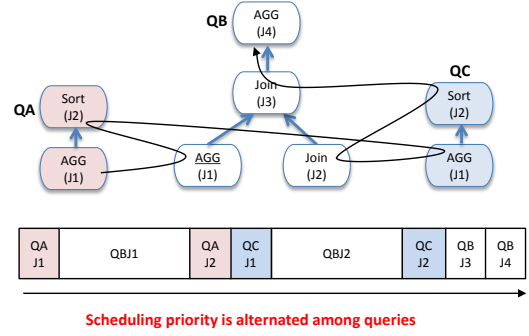 QB
AGG
(J4)
QC
QA
Sort
(J2)
Join
(J3)
Sort
(J2)
AGG
(J1)
AGG
(J1)
Join
(J2)
AGG
(J1)
QA
J1
QBJ1
QA
J2
QC
J1
QBJ2
QC
J2
QB
J3
QB
J4
Scheduling priority is alternated among queries